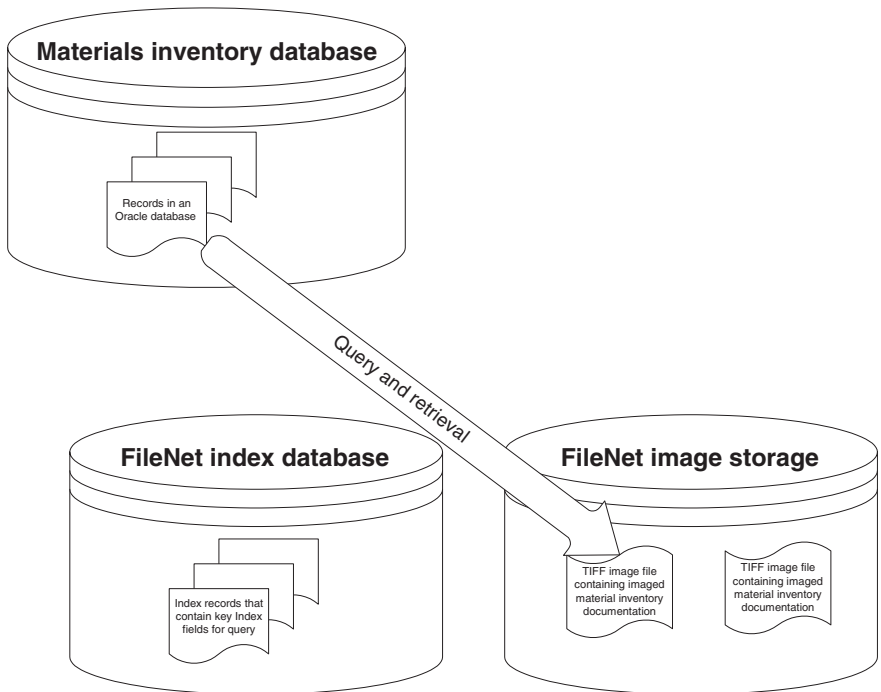 Materials inventory database
Records in an
Oracle database
Query and retrieval
FileNet index database
Index records that
contain key Index
fields for query
FileNet image storage
TIFF image file
containing imaged
material inventory
documentation
TIFF image file
containing imaged
material inventory
documentation